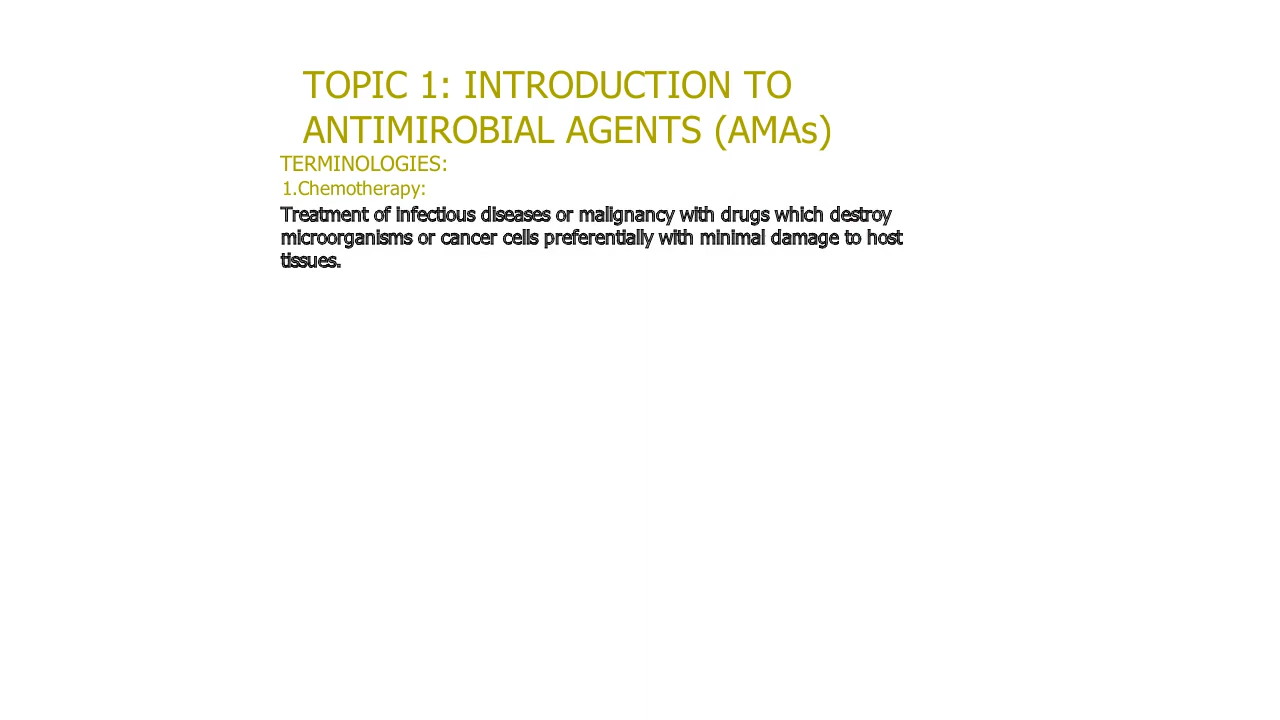 TOPIC 1: INTRODUCTION TO
ANTIMIROBIAL AGENTS (AMAs)
TERMINOLOGIES:
1.Chemotherapy:
Treatment of infectious diseases or malignancy with drugs which destroy
microorganisms or cancer cells preferentially with minimal damage to host
tissues.